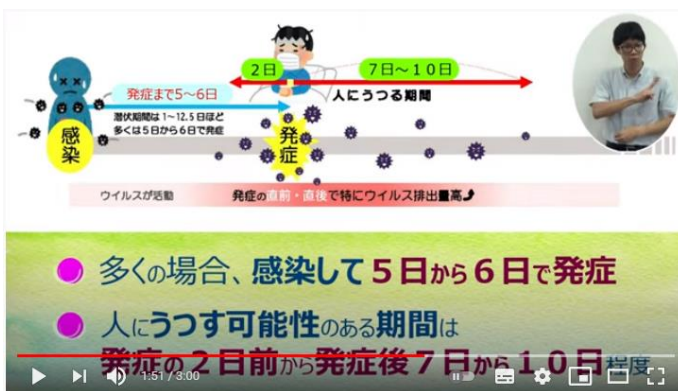 2日
7日～10日
発症まで5～6日
人にうつる期間
潜伏期間は1～12.5日ほど
多くは5日から6日で発症
感染
発症
ウイルスが活動
発症の直前・直後で特にウイルス排出量高
多くの場合、感染して5日から6日で発症
人にうつす可能性のある期間は
発症の2日前から発症後7日から10日程度
1:51 / 3:00